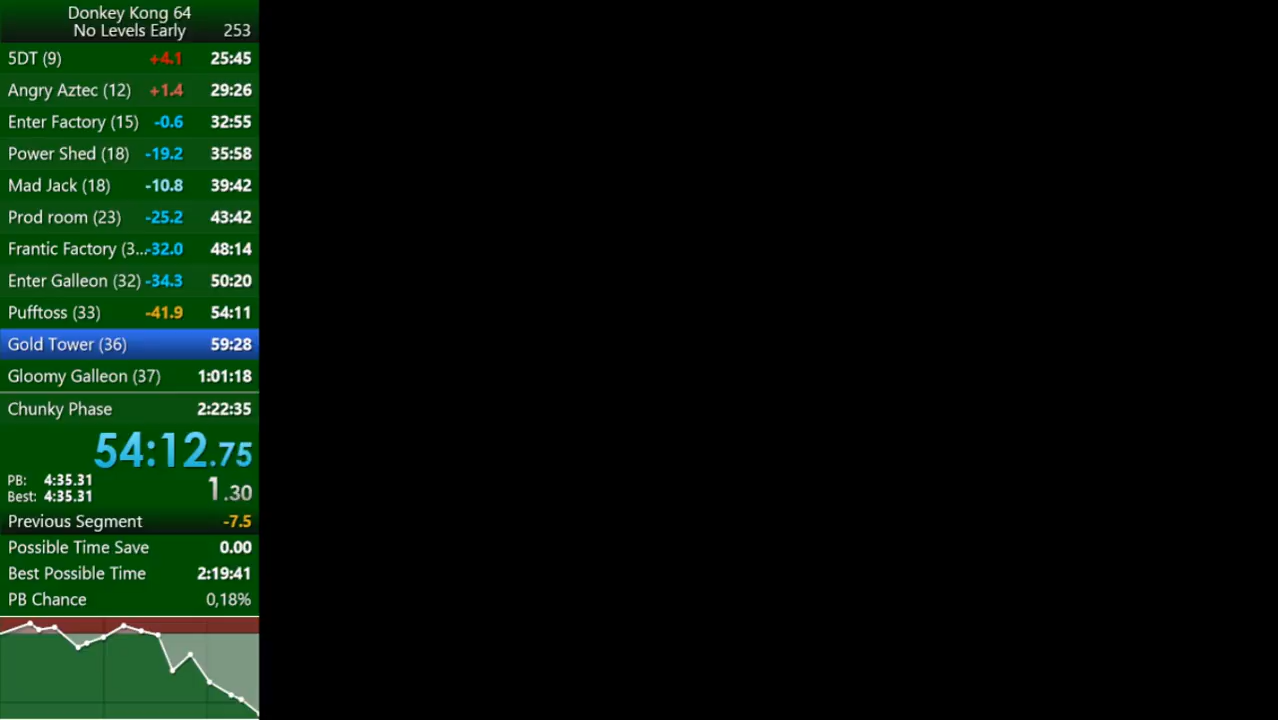 Donkey Kong 64
No Levels Early 253
5DT (9) +4.1 25:45
Angry Aztec (12) +1.4 29:26
Enter Factory (15) -0.6 32:55
Power Shed (18) -19.2 35:58
Mad Jack (18) -10.8 39:42
Prod room (23) -25.2 43:42
Frantic Factory (3... -32.0 48:14
Enter Galleon (32) -34.3 50:20
Pufftoss (33) -41.9 54:11
Gold Tower (36) 59:28
Gloomy Galleon (37) 1:01:18
Chunky Phase 2:22:35
54:12.75
PB: 4:35.31
Best: 4:35.31 1.30
Previous Segment -7.5
Possible Time Save 0.00
Best Possible Time 2:19:41
PB Chance 0,18%